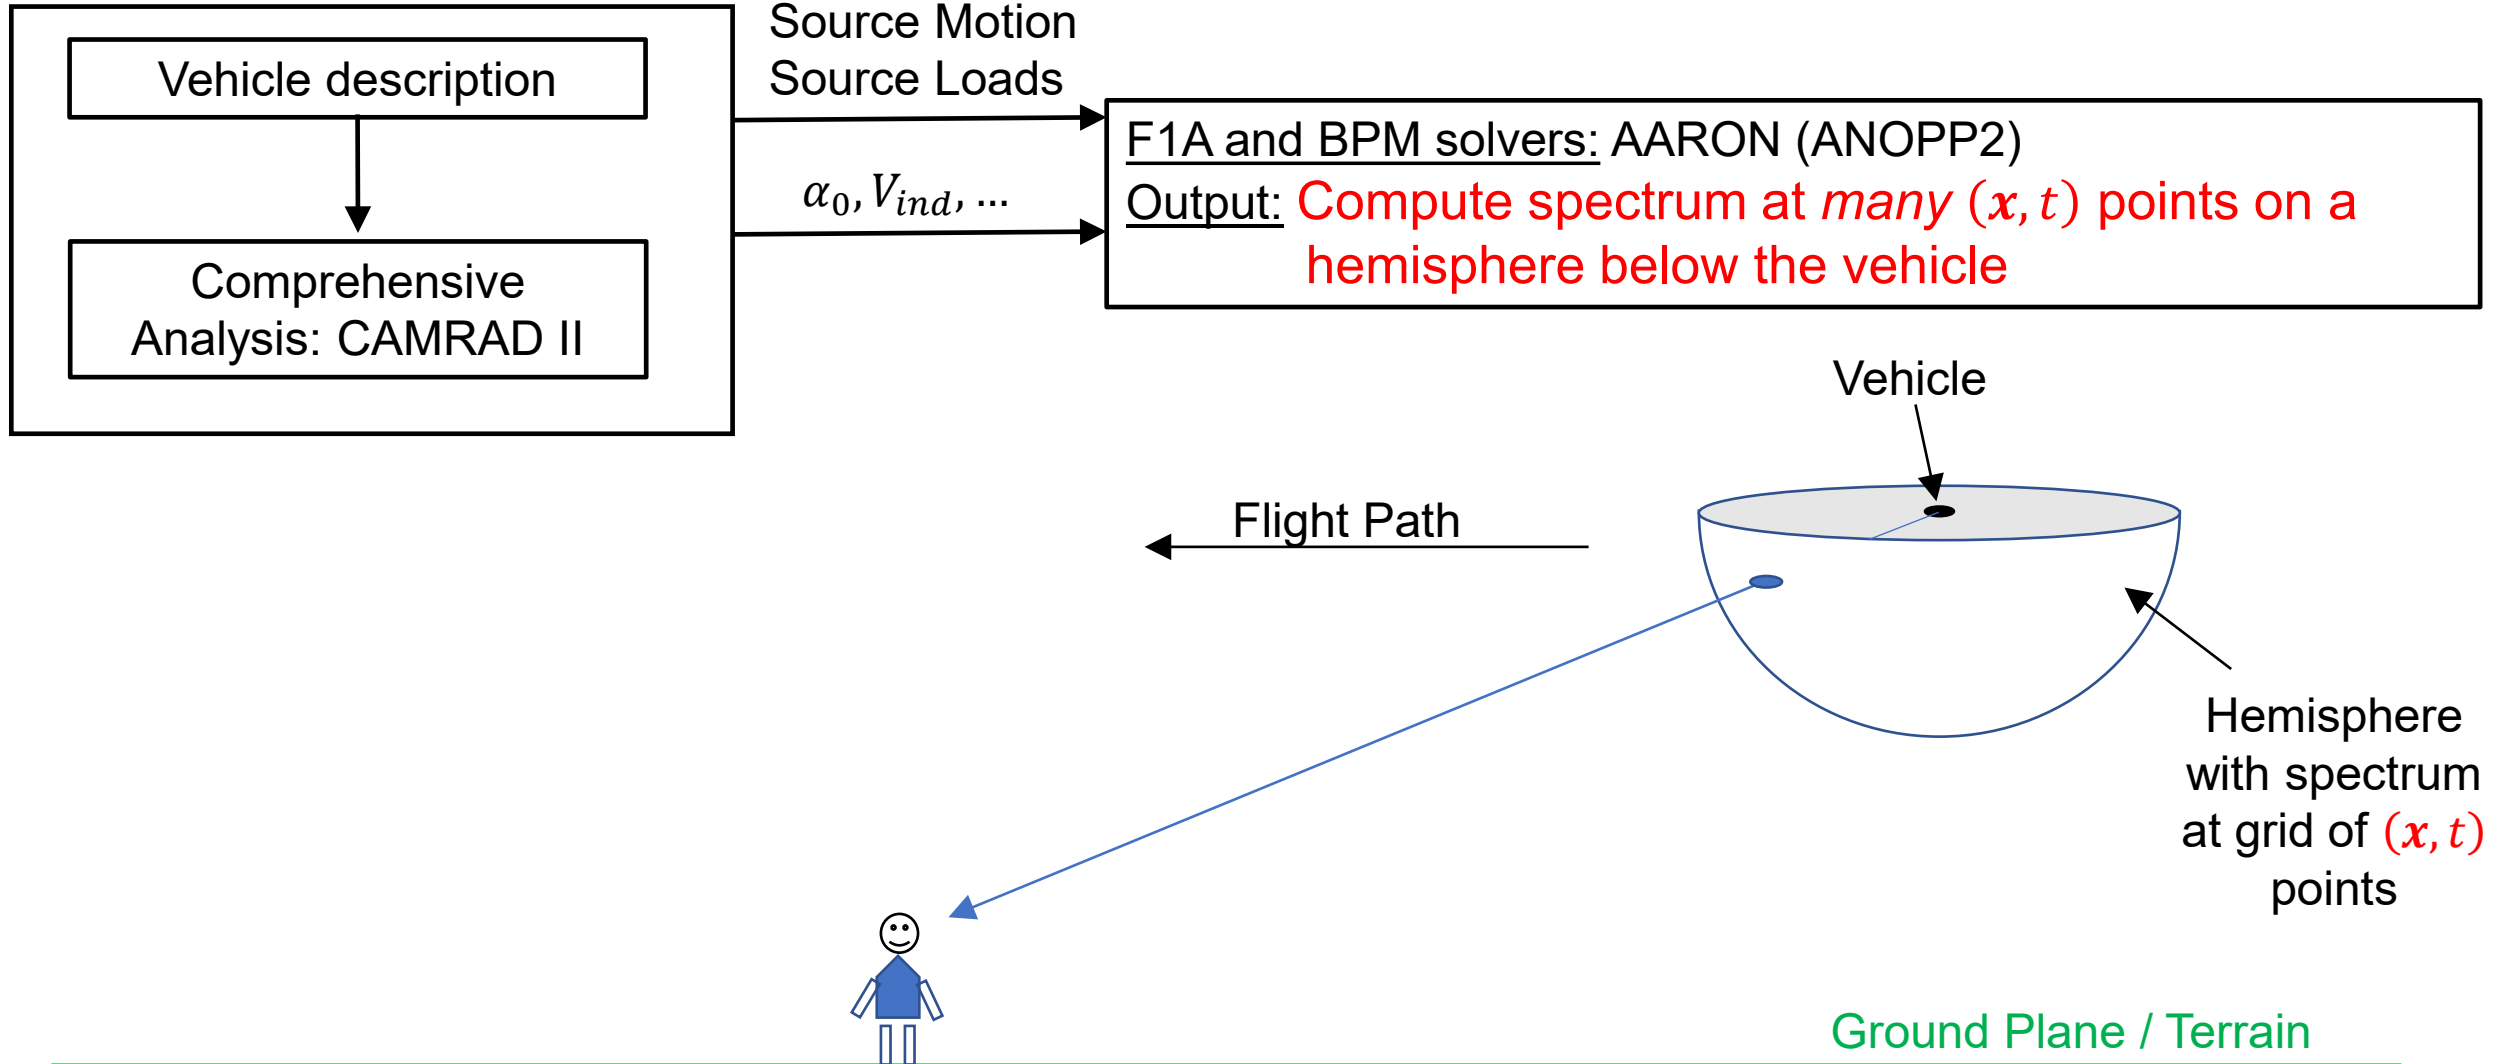 Vehicle description
Comprehensive
Analysis: CAMRAD II
Source Motion
Source Loads
α₀, V_ind, …
F1A and BPM solvers: AARON (ANOPP2)
Output: Compute spectrum at many (x, t) points on a
hemisphere below the vehicle
Vehicle
Flight Path
Hemisphere
with spectrum
at grid of (x, t)
points
Ground Plane / Terrain